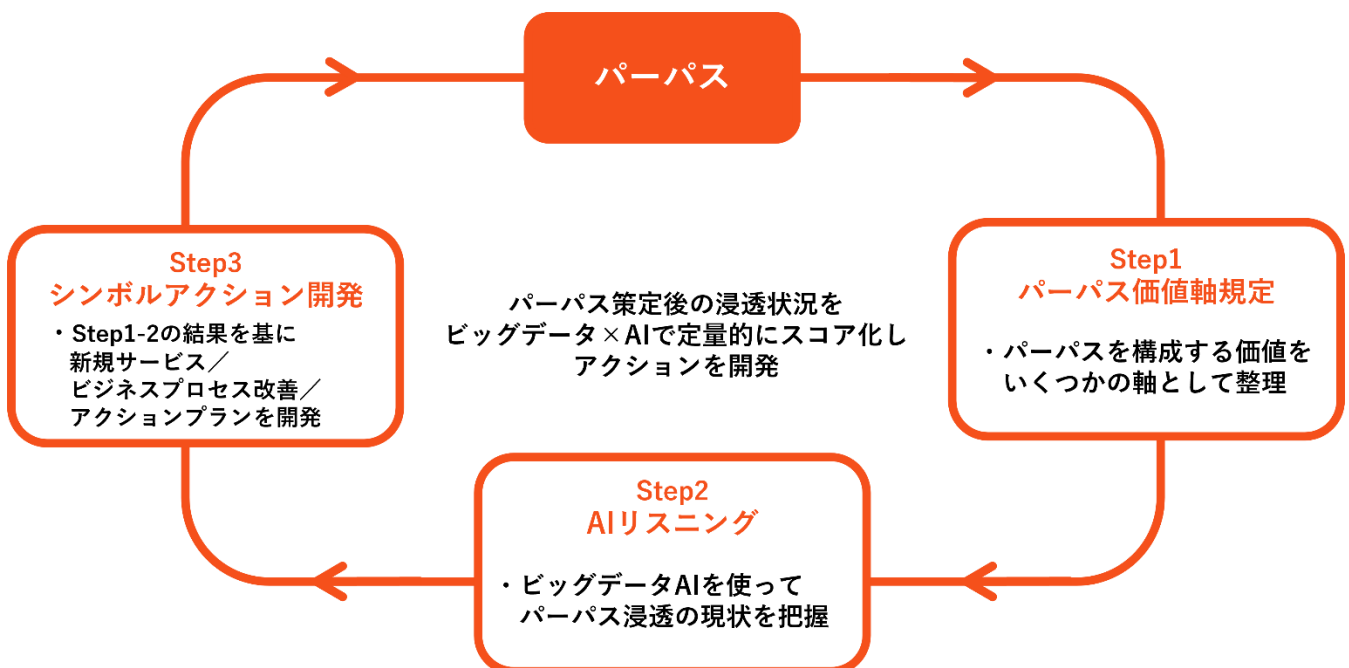 パーパス
Step1
パーパス価値軸規定
・パーパスを構成する価値を
いくつかの軸として整理
Step2
AIリスニング
・ビッグデータAIを使って
パーパス浸透の現状を把握
Step3
シンボルアクション開発
・Step1-2の結果を基に
新規サービス／
ビジネスプロセス改善／
アクションプランを開発
パーパス策定後の浸透状況を
ビッグデータ×AIで定量的にスコア化し
アクションを開発